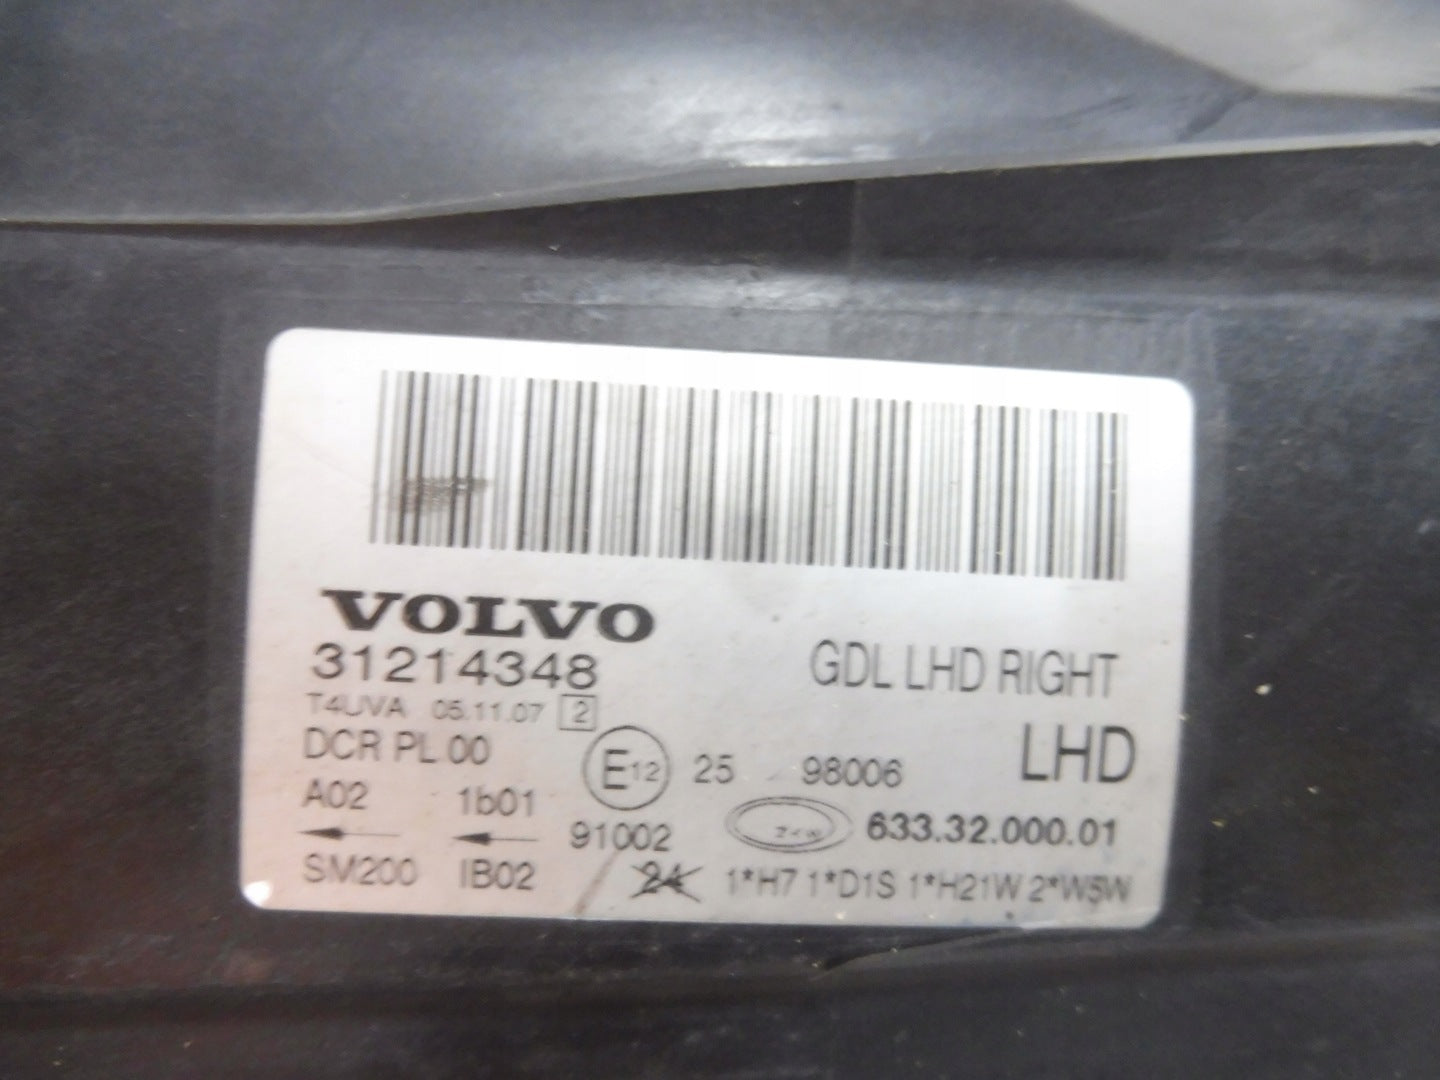 VOLVO
31214348
GDL LHD RIGHT
T4UVA 05.11.07 2
DCR PL 00
LHD
E12 25 98006
A02 1b01
91002
zkw 633.32.000.01
SM200 IB02
24 1*H7 1*D1S 1*H21W 2*W5W